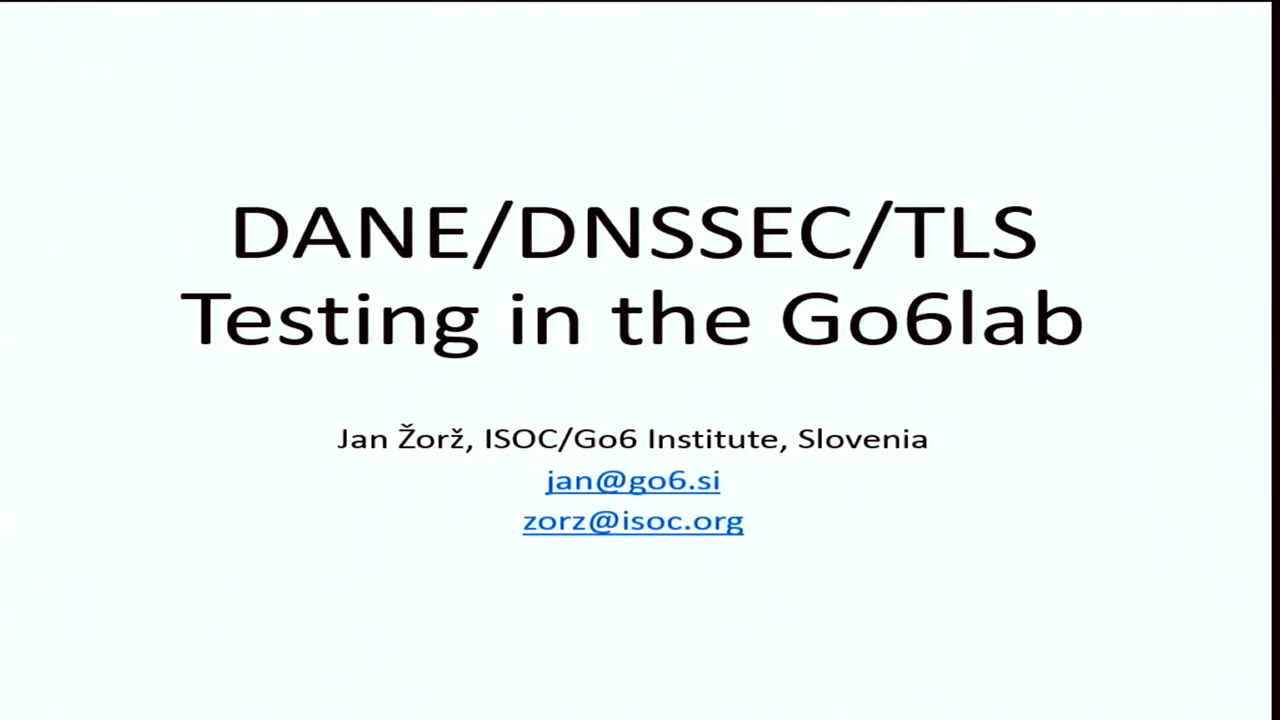 DANE/DNSSEC/TLS
Testing in the Go6lab
Jan Žorž, ISOC/Go6 Institute, Slovenia
jan@go6.si
zorz@isoc.org